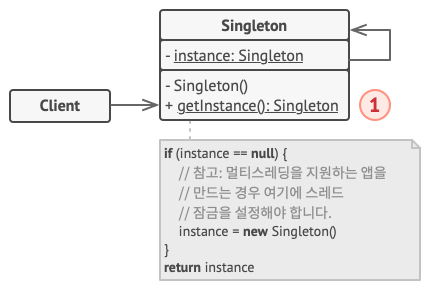 Singleton
- instance: Singleton
- Singleton()
+ getInstance(): Singleton
Client
1
if (instance == null) {
// 참고: 멀티스레딩을 지원하는 앱을
// 만드는 경우 여기에 스레드
// 잠금을 설정해야 합니다.
instance = new Singleton()
}
return instance